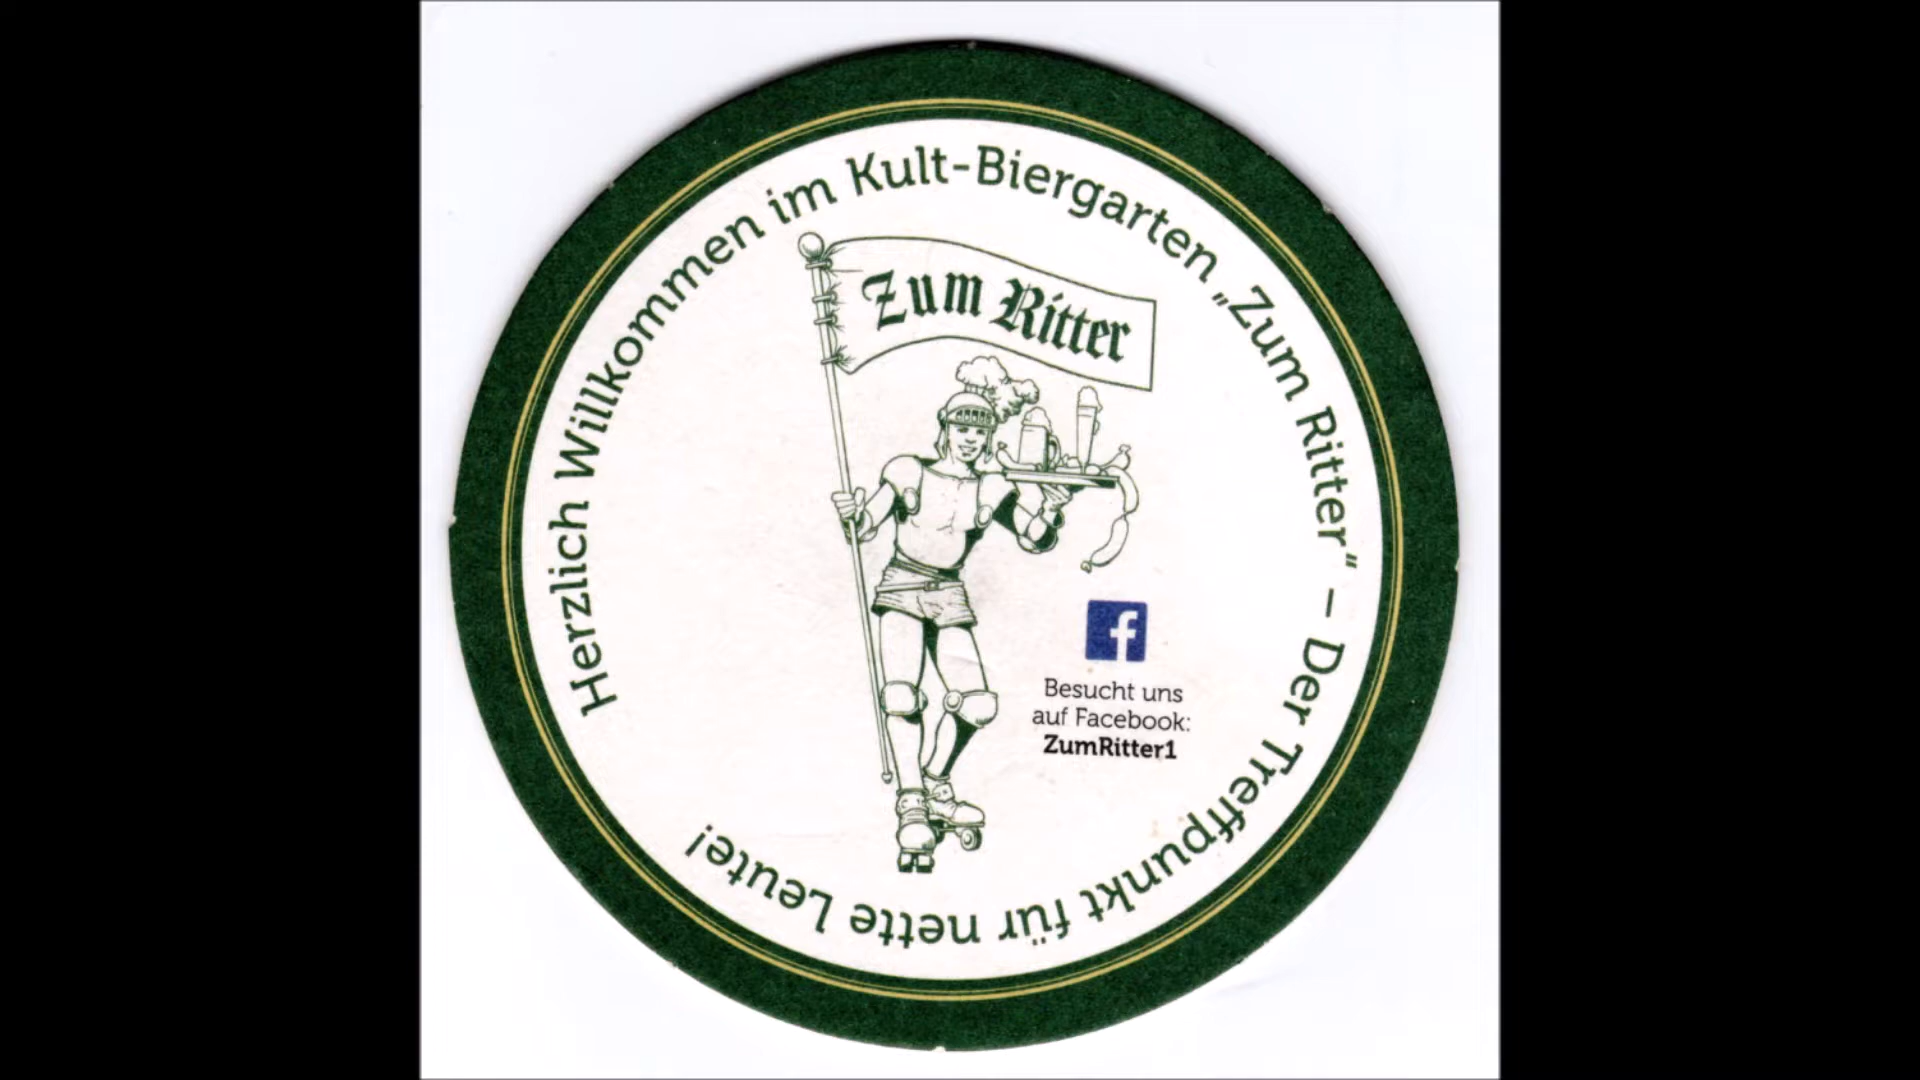 Herzlich Willkommen im Kult-Biergarten „Zum Ritter“ – Der Treffpunkt für nette Leute!
Zum Ritter
f
Besucht uns
auf Facebook:
ZumRitter1